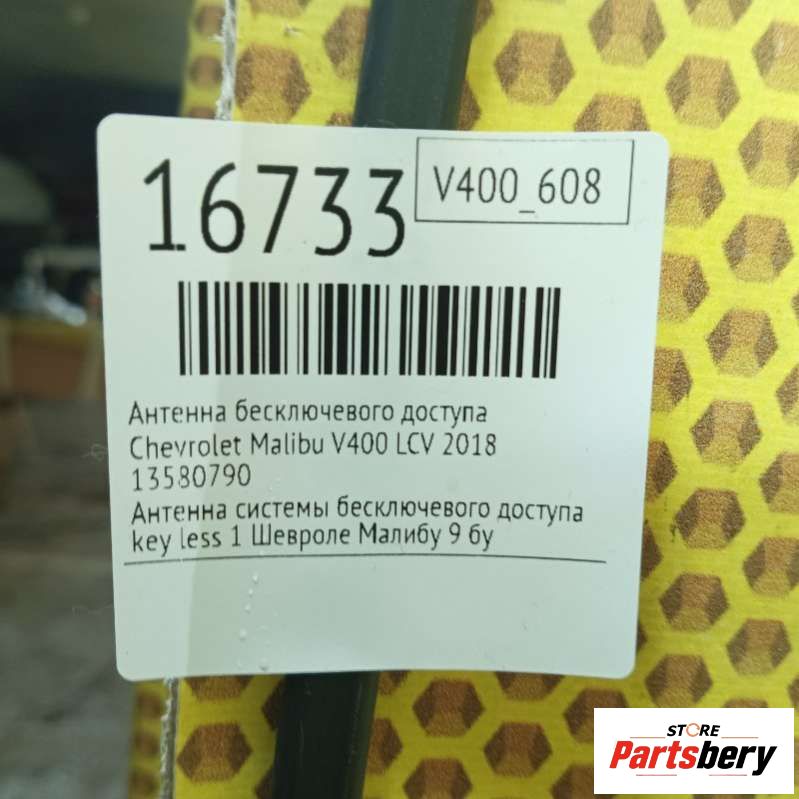 16733
V400_608
Антенна бесключевого доступа
Chevrolet Malibu V400 LCV 2018
13580790
Антенна системы бесключевого доступа
key less 1 Шевроле Малибу 9 бу
STORE
Partsbery